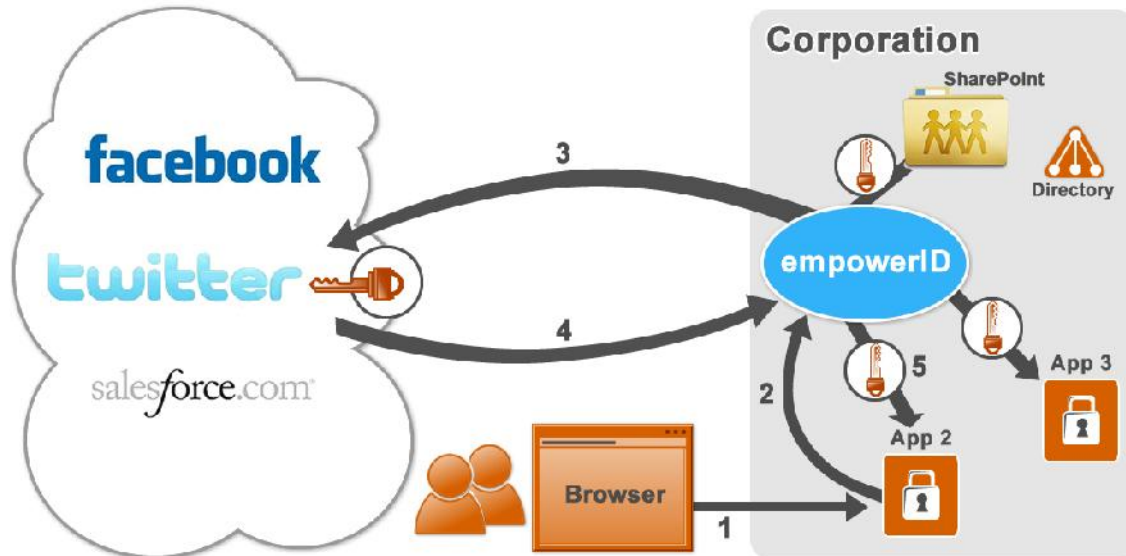 Corporation
SharePoint
Directory
facebook
3
twitter
empowerID
4
salesforce.com
5
2
App 3
App 2
Browser
1